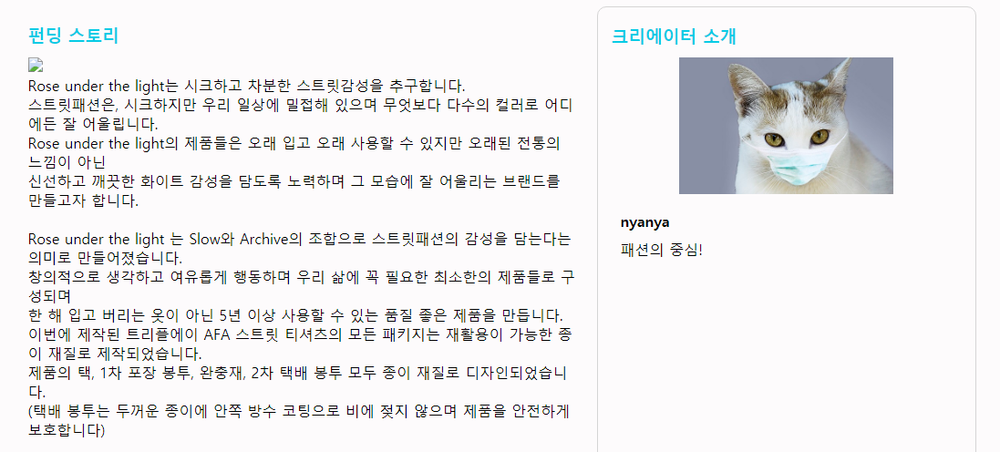 펀딩 스토리
Rose under the light는 시크하고 차분한 스트릿감성을 추구합니다.
스트릿패션은, 시크하지만 우리 일상에 밀접해 있으며 무엇보다 다수의 컬러로 어디
에든 잘 어울립니다.
Rose under the light의 제품들은 오래 입고 오래 사용할 수 있지만 오래된 전통의
느낌이 아닌
신선하고 깨끗한 화이트 감성을 담도록 노력하며 그 모습에 잘 어울리는 브랜드를
만들고자 합니다.
Rose under the light 는 Slow와 Archive의 조합으로 스트릿패션의 감성을 담는다는
의미로 만들어졌습니다.
창의적으로 생각하고 여유롭게 행동하며 우리 삶에 꼭 필요한 최소한의 제품들로 구
성되며
한 해 입고 버리는 옷이 아닌 5년 이상 사용할 수 있는 품질 좋은 제품을 만듭니다.
이번에 제작된 트리플에이 AFA 스트릿 티셔츠의 모든 패키지는 재활용이 가능한 종
이 재질로 제작되었습니다.
제품의 택, 1차 포장 봉투, 완충재, 2차 택배 봉투 모두 종이 재질로 디자인되었습니
다.
(택배 봉투는 두꺼운 종이에 안쪽 방수 코팅으로 비에 젖지 않으며 제품을 안전하게
보호합니다)
크리에이터 소개
nyanya
패션의 중심!